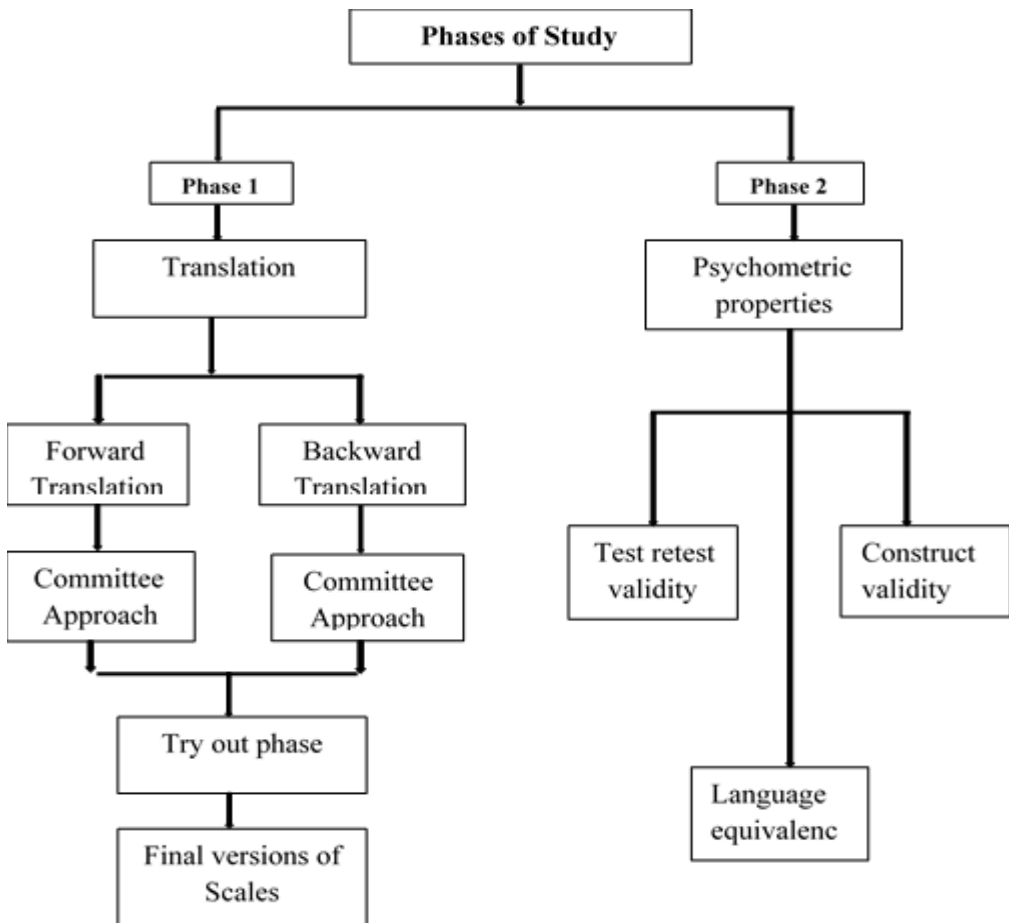 Phases of Study
Phase 1
Phase 2
Translation
Psychometric
properties
Forward
Translation
Backward
Translation
Test retest
validity
Construct
validity
Committee
Approach
Committee
Approach
Try out phase
Language
equivalenc
Final versions of
Scales